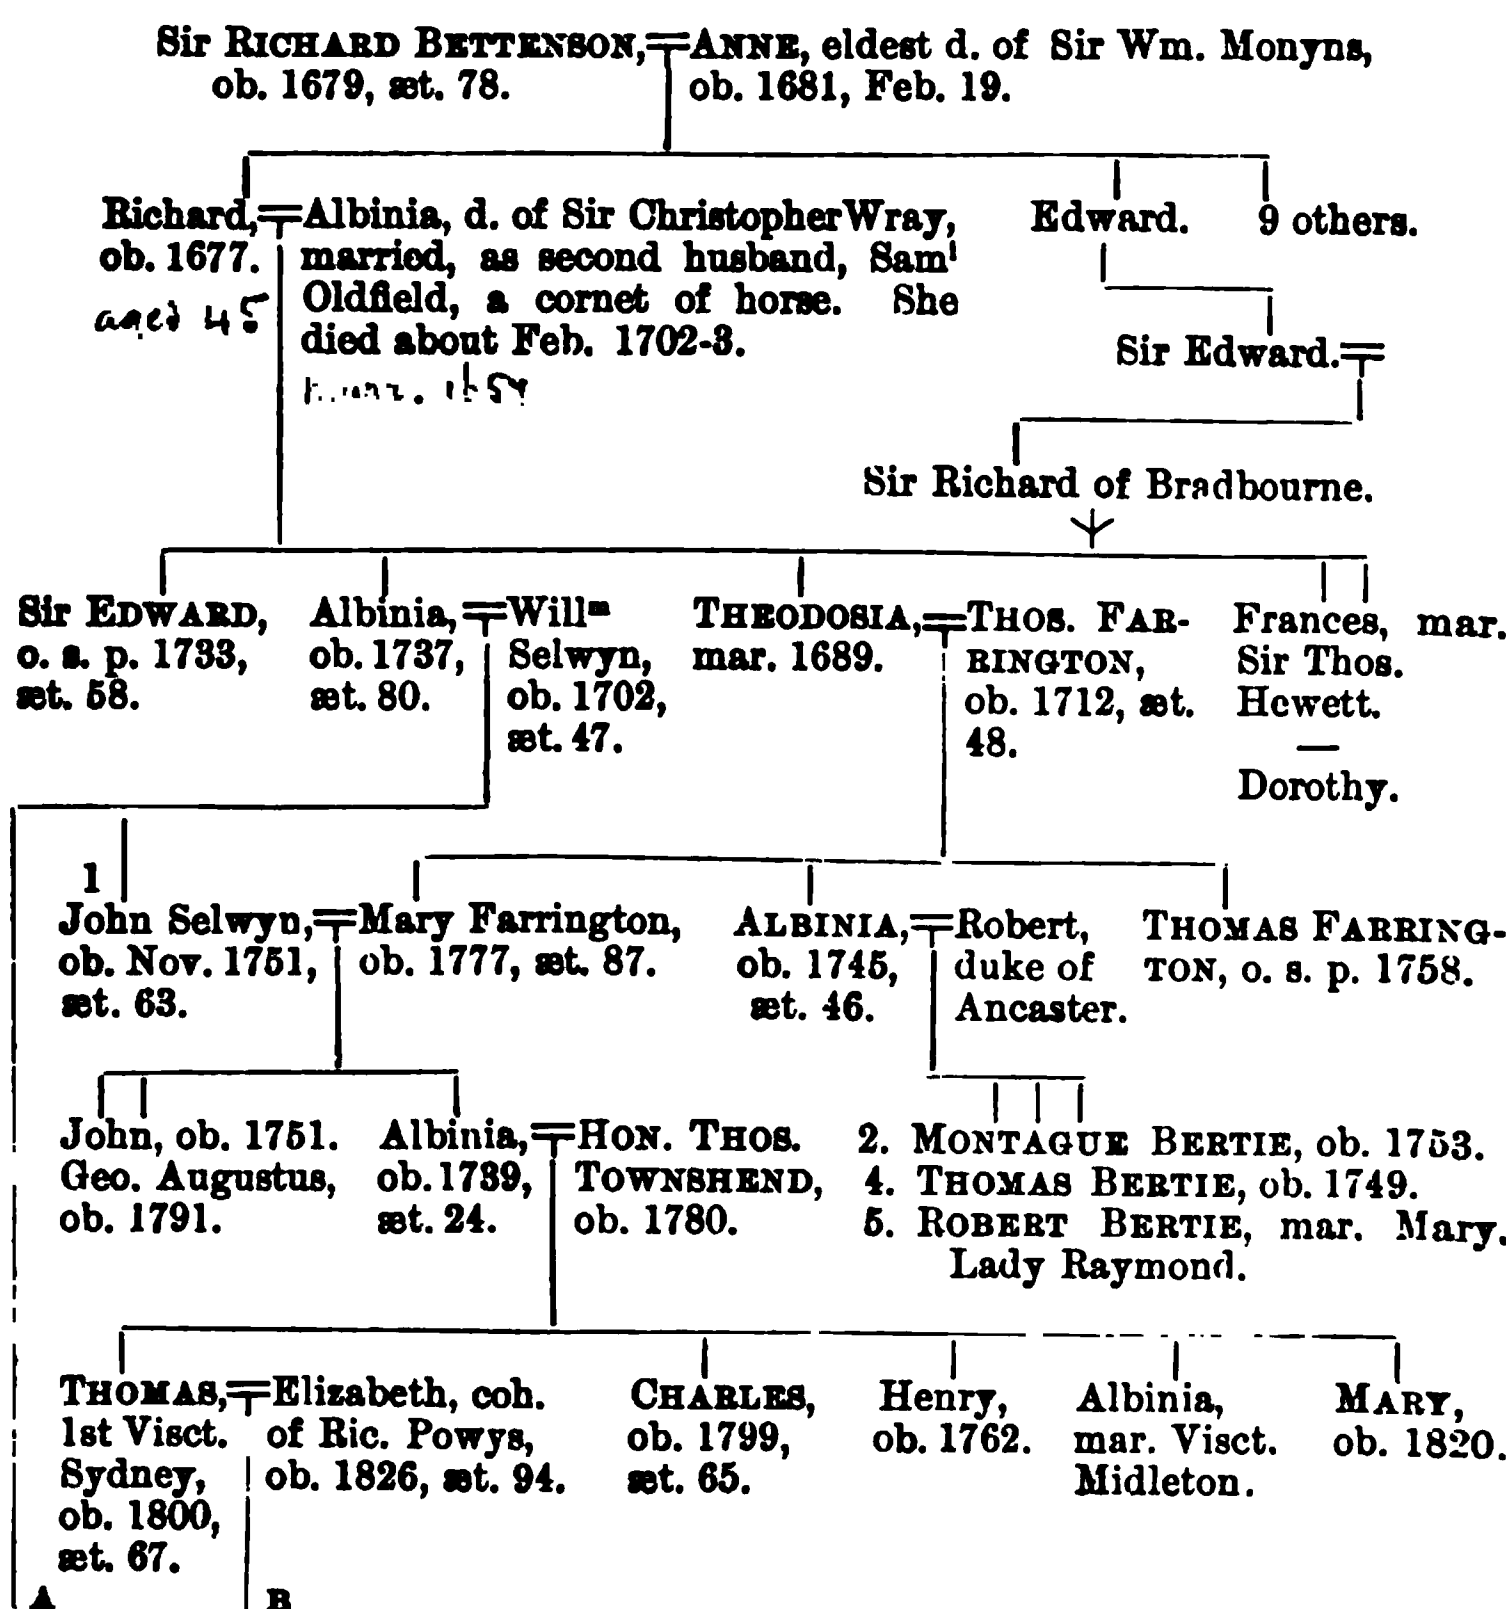 Sir RICHARD BETTENSON,
ob. 1679, æt. 78.
ANNE, eldest d. of Sir Wm. Monyns,
ob. 1681, Feb. 19.
Richard,
ob. 1677.
aged 45
Albinia, d. of Sir Christopher Wray,
married, as second husband, Samˡ
Oldfield, a cornet of horse. She
died about Feb. 1702-3.
Edward.
9 others.
Sir Edward.
Sir Richard of Bradbourne.
Sir EDWARD,
o. s. p. 1733,
æt. 58.
Albinia,
ob. 1737,
æt. 80.
Willᵐ
Selwyn,
ob. 1702,
æt. 47.
THEODOSIA,
mar. 1689.
THOS. FAR-
RINGTON,
ob. 1712, æt.
48.
Frances, mar.
Sir Thos.
Hewett.
—
Dorothy.
1
John Selwyn,
ob. Nov. 1751,
æt. 63.
Mary Farrington,
ob. 1777, æt. 87.
ALBINIA,
ob. 1745,
æt. 46.
Robert,
duke of
Ancaster.
THOMAS FARRING-
TON, o. s. p. 1758.
John, ob. 1751.
Geo. Augustus,
ob. 1791.
Albinia,
ob. 1739,
æt. 24.
HON. THOS.
TOWNSHEND,
ob. 1780.
2. MONTAGUE BERTIE, ob. 1753.
4. THOMAS BERTIE, ob. 1749.
5. ROBERT BERTIE, mar. Mary.
Lady Raymond.
THOMAS,
1st Visct.
Sydney,
ob. 1800,
æt. 67.
Elizabeth, coh.
of Ric. Powys,
ob. 1826, æt. 94.
CHARLES,
ob. 1799,
æt. 65.
Henry,
ob. 1762.
Albinia,
mar. Visct.
Midleton.
MARY,
ob. 1820.
A
B